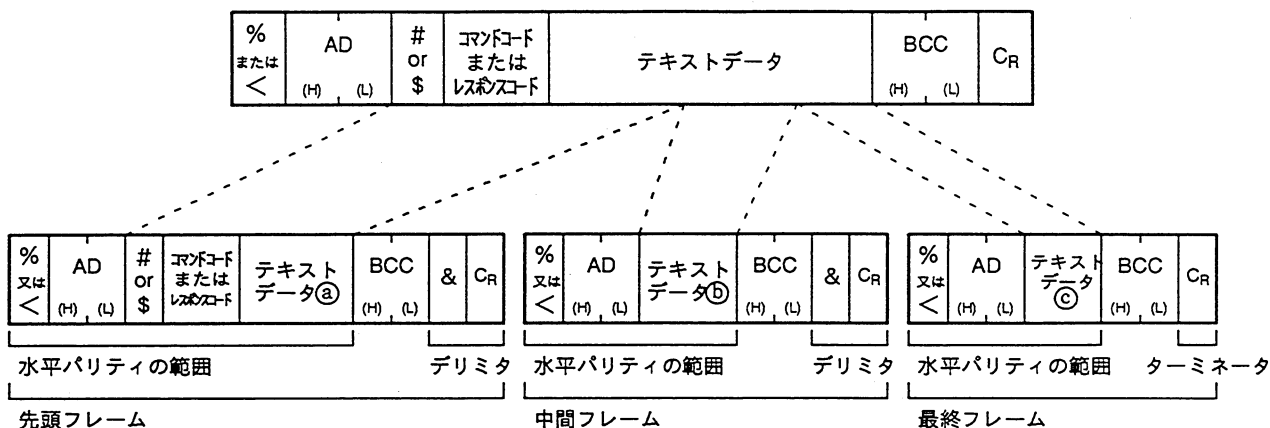 % または <
AD (H) (L)
# or $
コマンドコード または レスポンスコード
テキストデータ
BCC (H) (L)
CR
% 又は <
AD (H) (L)
# or $
コマンドコード または レスポンスコード
テキスト データⓐ
BCC (H) (L)
&
CR
% 又は <
AD (H) (L)
テキスト データⓑ
BCC (H) (L)
&
CR
% 又は <
AD (H) (L)
テキスト データ ⓒ
BCC (H) (L)
CR
水平パリティの範囲
デリミタ
水平パリティの範囲
デリミタ
水平パリティの範囲
ターミネータ
先頭フレーム
中間フレーム
最終フレーム